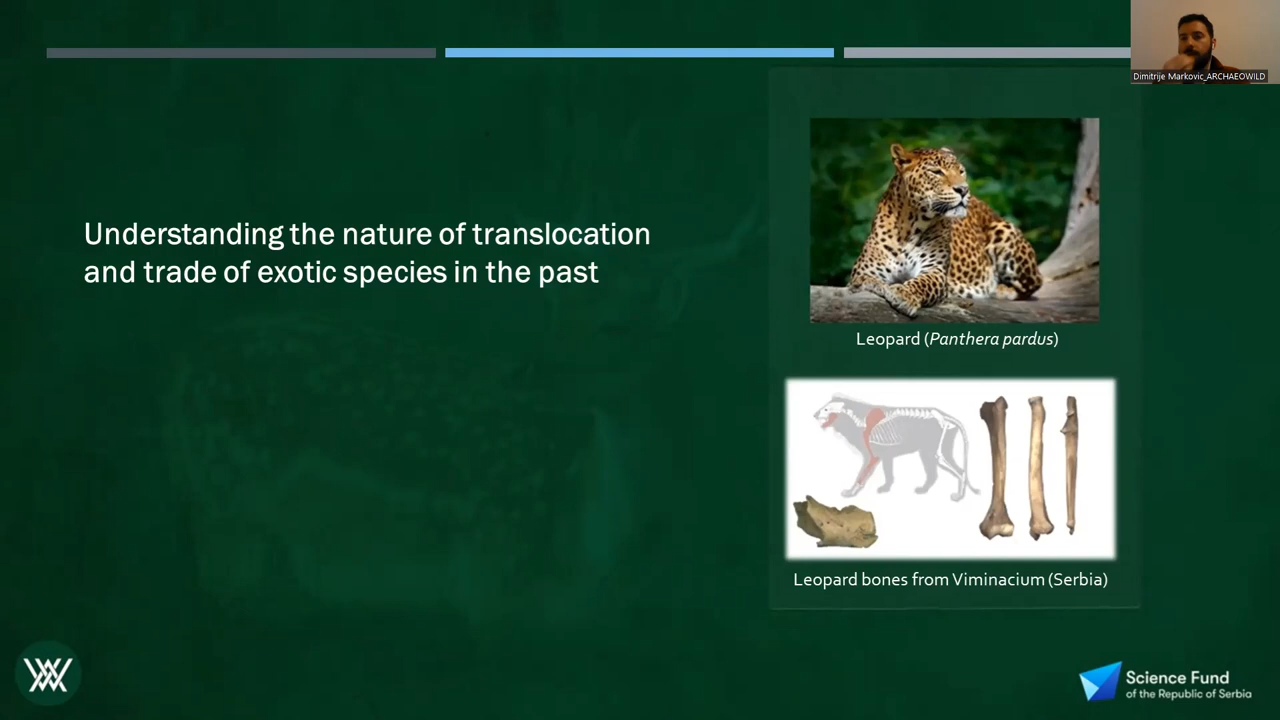 Dimitrije Markovic_ARCHAEOWILD
Understanding the nature of translocation
and trade of exotic species in the past
Leopard (Panthera pardus)
Leopard bones from Viminacium (Serbia)
Science Fund
of the Republic of Serbia